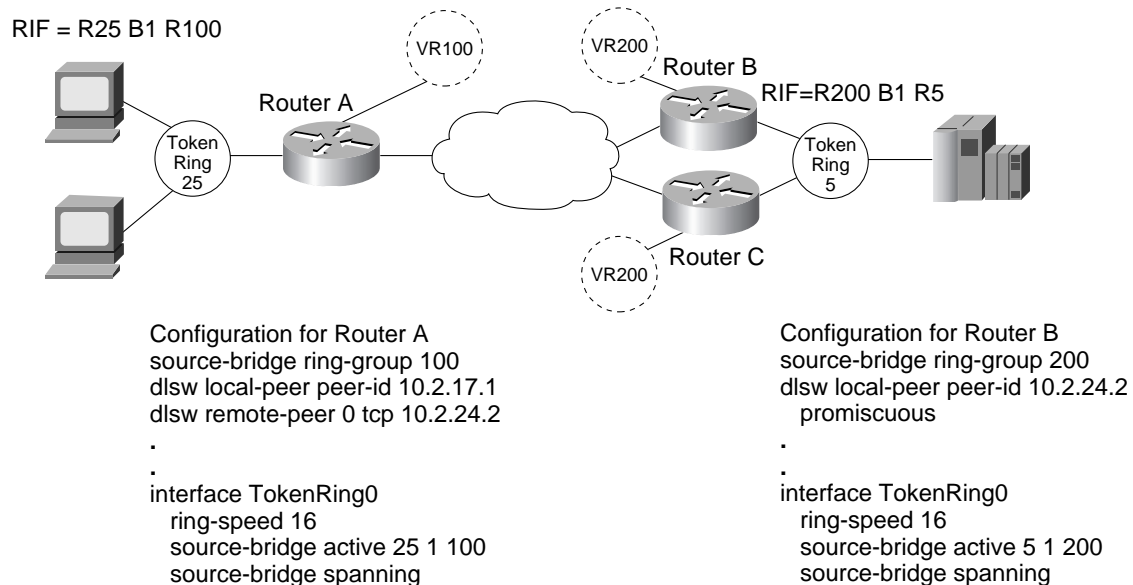 RIF = R25 B1 R100
VR100
VR200
Router B
Router A
RIF=R200 B1 R5
Token
Ring
25
Token
Ring
5
Router C
VR200
Configuration for Router A
source-bridge ring-group 100
dlsw local-peer peer-id 10.2.17.1
dlsw remote-peer 0 tcp 10.2.24.2
.
.
interface TokenRing0
ring-speed 16
source-bridge active 25 1 100
source-bridge spanning
Configuration for Router B
source-bridge ring-group 200
dlsw local-peer peer-id 10.2.24.2
promiscuous
.
.
interface TokenRing0
ring-speed 16
source-bridge active 5 1 200
source-bridge spanning